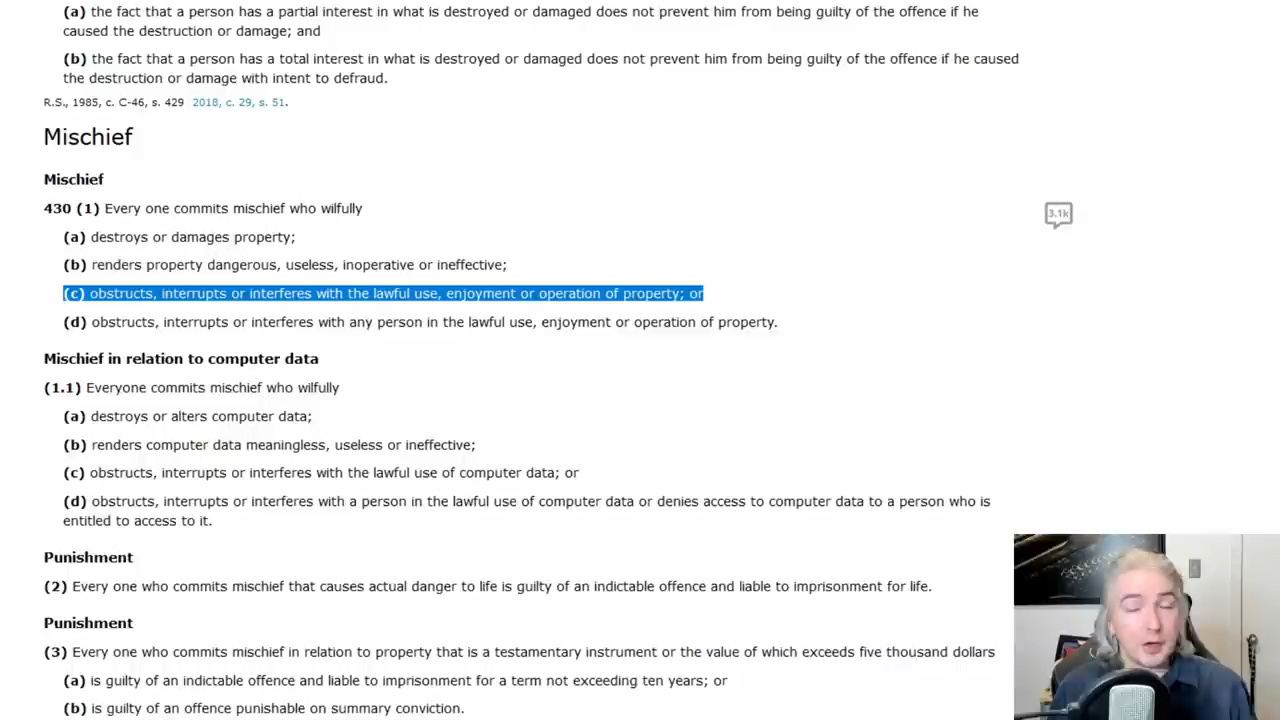 (a) the fact that a person has a partial interest in what is destroyed or damaged does not prevent him from being guilty of the offence if he
caused the destruction or damage; and
(b) the fact that a person has a total interest in what is destroyed or damaged does not prevent him from being guilty of the offence if he caused
the destruction or damage with intent to defraud.
R.S., 1985, c. C-46, s. 429 2018, c. 29, s. 51.
Mischief
Mischief
430 (1) Every one commits mischief who wilfully
3.1k
(a) destroys or damages property;
(b) renders property dangerous, useless, inoperative or ineffective;
(c) obstructs, interrupts or interferes with the lawful use, enjoyment or operation of property; or
(d) obstructs, interrupts or interferes with any person in the lawful use, enjoyment or operation of property.
Mischief in relation to computer data
(1.1) Everyone commits mischief who wilfully
(a) destroys or alters computer data;
(b) renders computer data meaningless, useless or ineffective;
(c) obstructs, interrupts or interferes with the lawful use of computer data; or
(d) obstructs, interrupts or interferes with a person in the lawful use of computer data or denies access to computer data to a person who is
entitled to access to it.
Punishment
(2) Every one who commits mischief that causes actual danger to life is guilty of an indictable offence and liable to imprisonment for life.
Punishment
(3) Every one who commits mischief in relation to property that is a testamentary instrument or the value of which exceeds five thousand dollars
(a) is guilty of an indictable offence and liable to imprisonment for a term not exceeding ten years; or
(b) is guilty of an offence punishable on summary conviction.